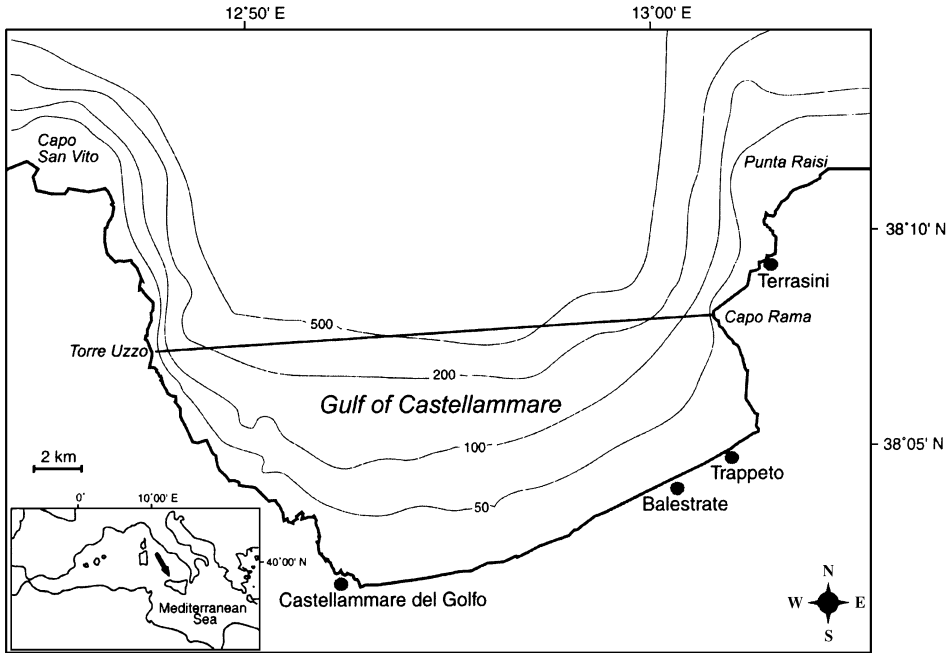 12°50' E
13°00' E
Capo
San Vito
Punta Raisi
38°10' N
Terrasini
500
Capo Rama
Torre Uzzo
200
Gulf of Castellammare
38°05' N
100
2 km
Trappeto
50
Balestrate
0'
10°00' E
40°00' N
Mediterranean
Sea
Castellammare del Golfo
N
W
E
S